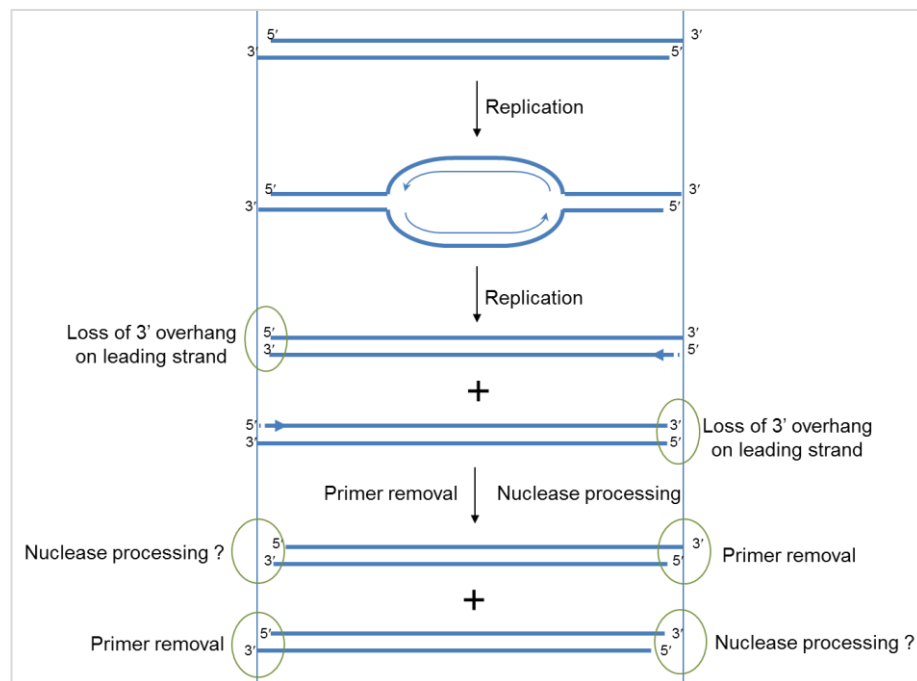 5′ 3′
3′ 5′
Replication
5′ 3′
3′ 5′
Replication
Loss of 3’ overhang
on leading strand
5′ 3′
3′ 5′
+
5′ 3′
3′ 5′
Loss of 3’ overhang
on leading strand
Primer removal Nuclease processing
Nuclease processing ?
5′ 3′
3′ 5′
Primer removal
+
Primer removal
5′ 3′
3′ 5′
Nuclease processing ?